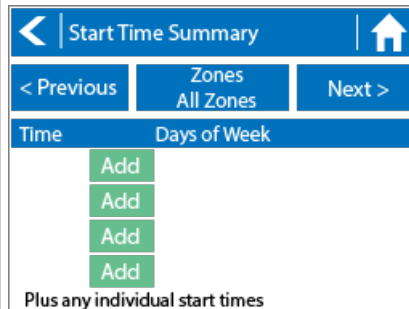 Start Time Summary
< Previous
Zones
All Zones
Next >
Time Days of Week
Add
Add
Add
Add
Plus any individual start times